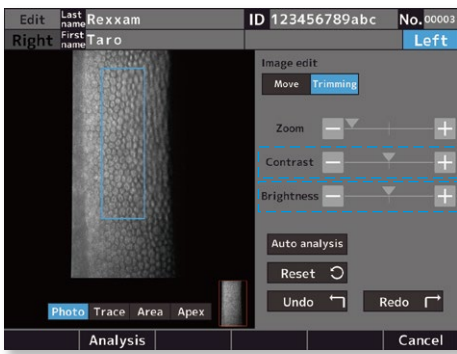 Edit Last name Rexxam ID 123456789abc No. 00003
Right First name Taro Left
Image edit
Move Trimming
Zoom
Contrast
Brightness
Auto analysis
Reset
Undo Redo
Photo Trace Area Apex
Analysis Cancel